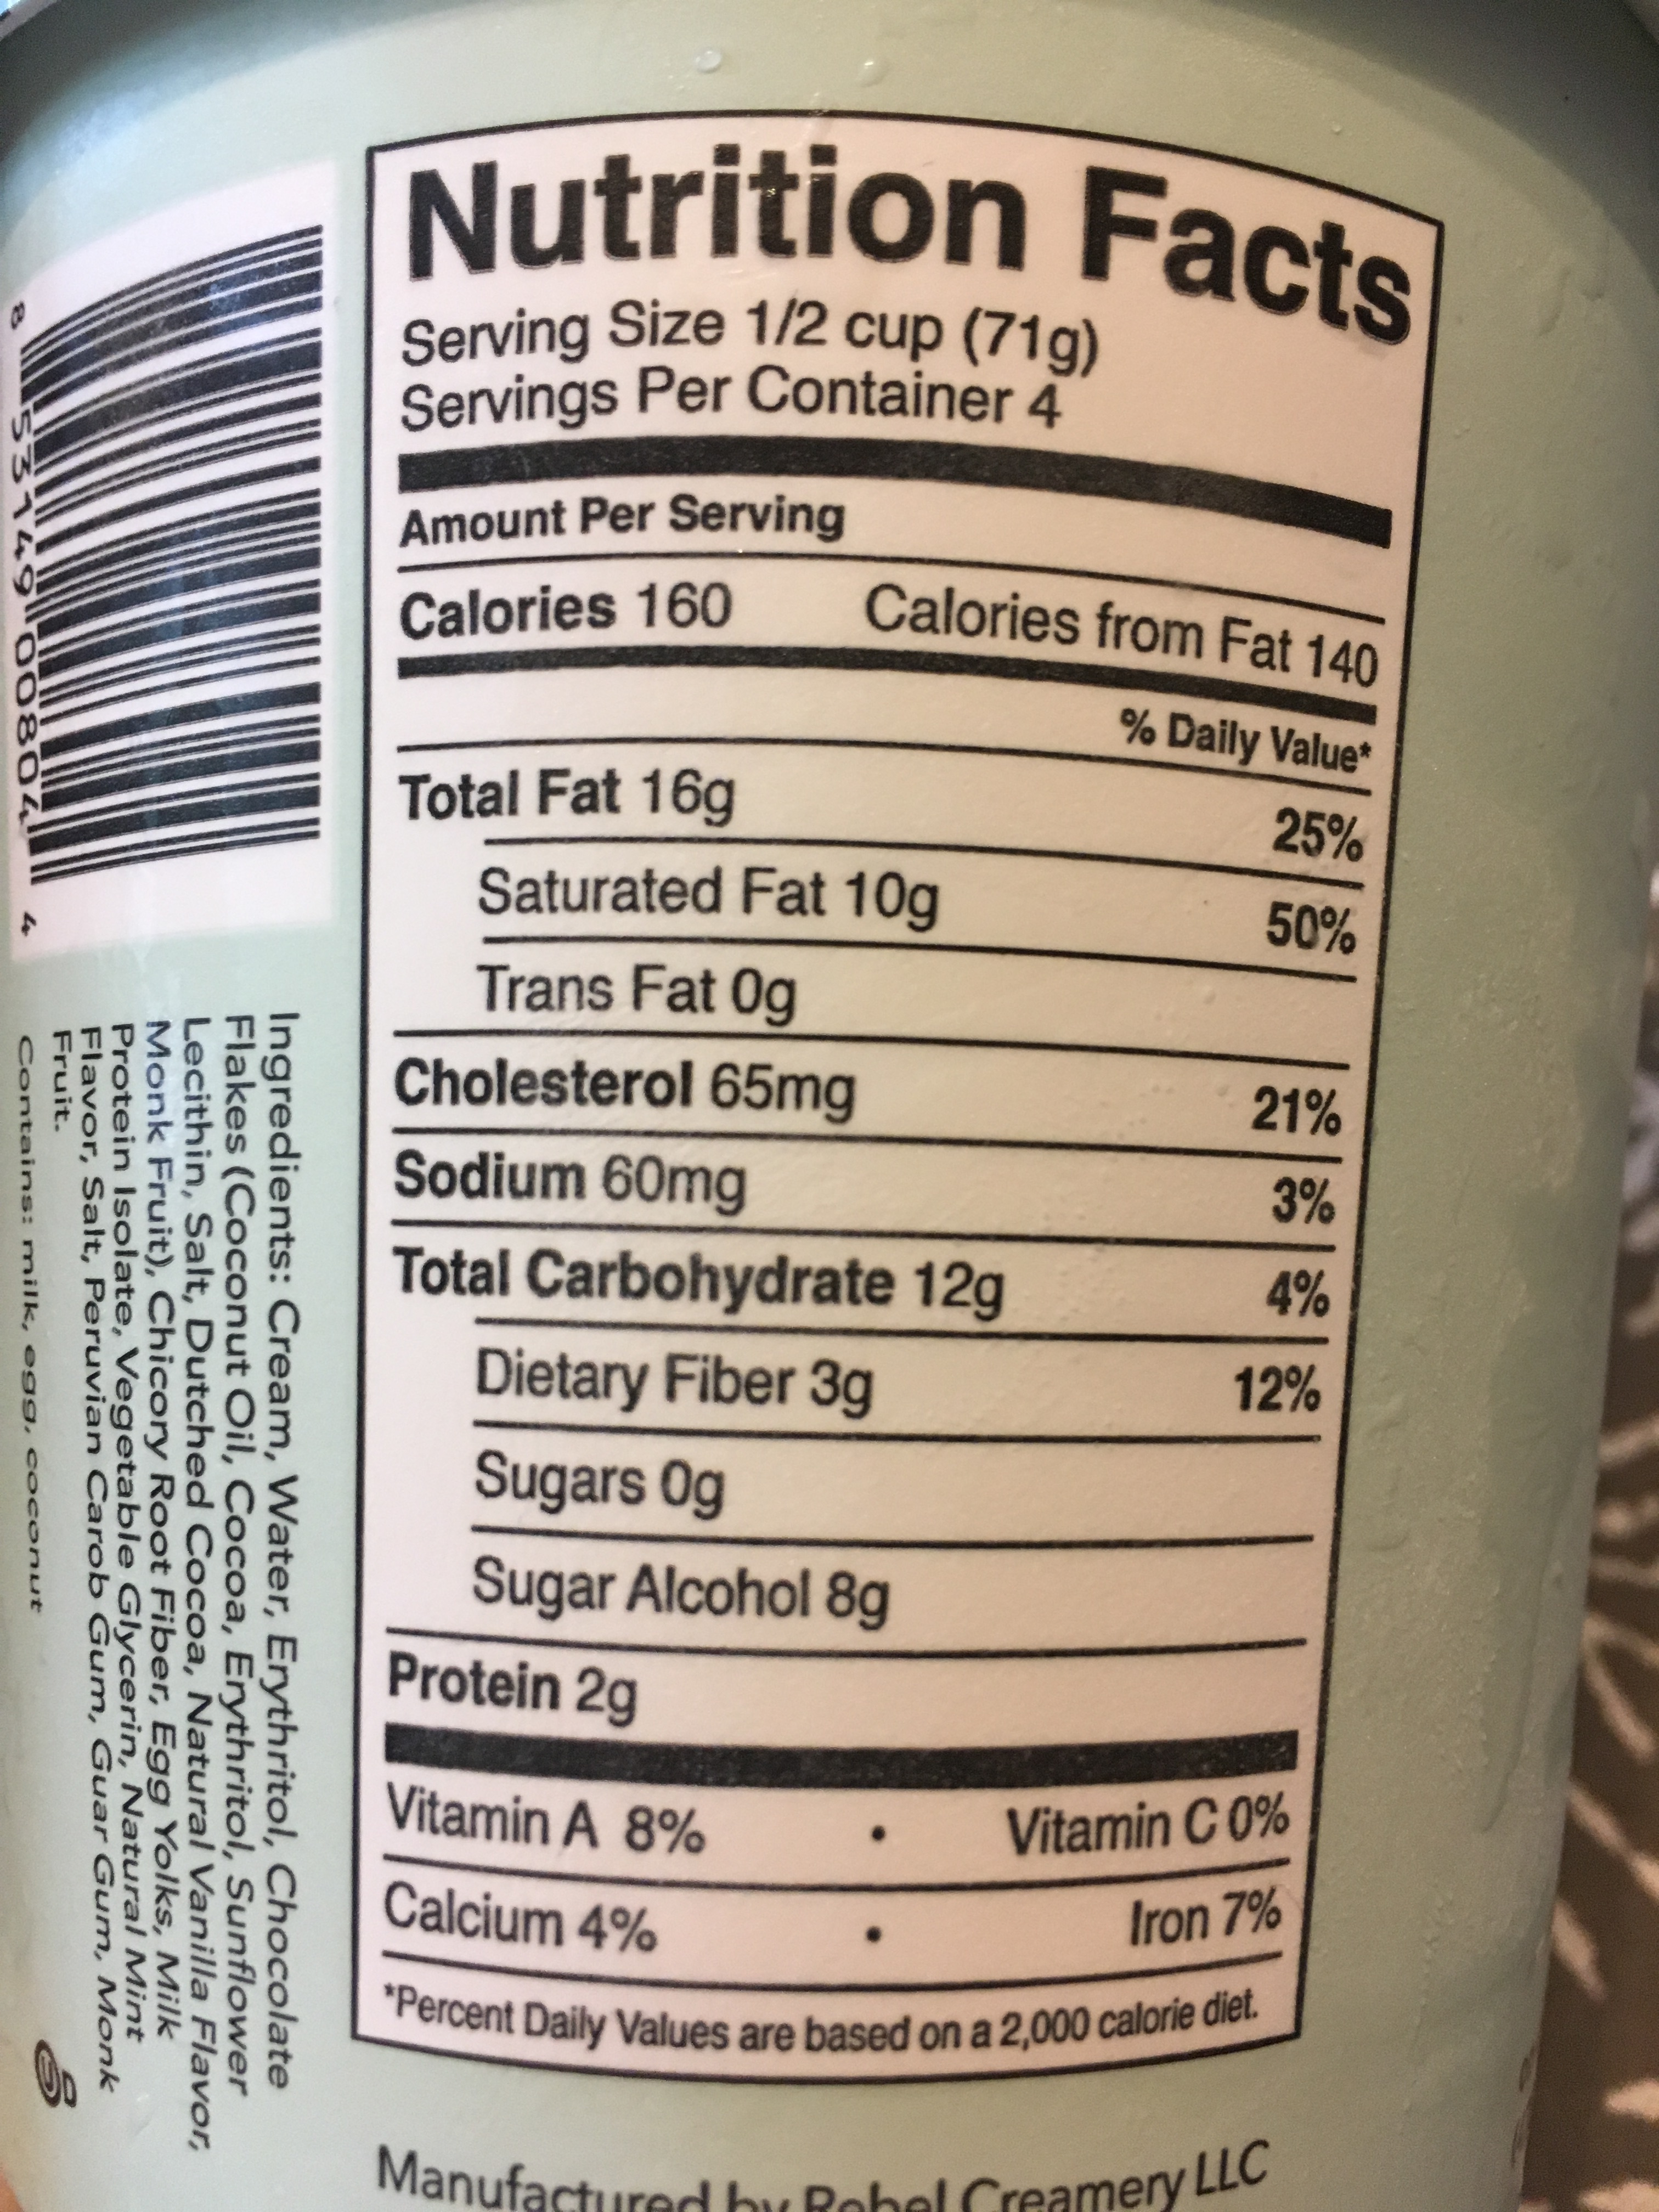 Nutrition Facts
Serving Size 1/2 cup (71g)
Servings Per Container 4
Amount Per Serving
Calories 160 Calories from Fat 140
% Daily Value*
Total Fat 16g 25%
Saturated Fat 10g 50%
Trans Fat 0g
Cholesterol 65mg 21%
Sodium 60mg 3%
Total Carbohydrate 12g 4%
Dietary Fiber 3g 12%
Sugars 0g
Sugar Alcohol 8g
Protein 2g
Vitamin A 8% • Vitamin C 0%
Calcium 4% • Iron 7%
*Percent Daily Values are based on a 2,000 calorie diet.
Manufactured by Rebel Creamery LLC
8 53149 00804 4
Ingredients: Cream, Water, Erythritol, Chocolate
Flakes (Coconut Oil, Cocoa, Erythritol, Sunflower
Lecithin, Salt, Dutched Cocoa, Natural Vanilla Flavor,
Monk Fruit), Chicory Root Fiber, Egg Yolks, Milk
Protein Isolate, Vegetable Glycerin, Natural Mint
Flavor, Salt, Peruvian Carob Gum, Guar Gum, Monk
Fruit.
Contains: milk, egg, coconut